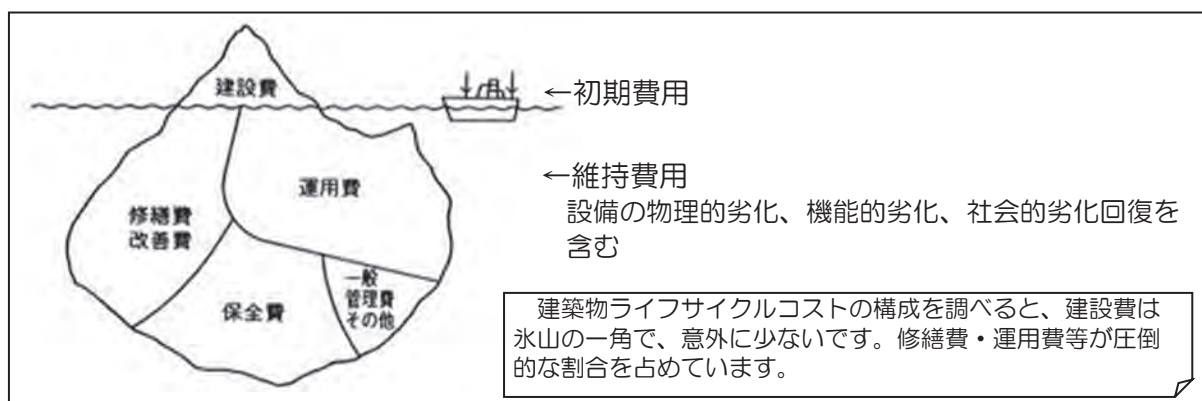 建設費
←初期費用
運用費
←維持費用
設備の物理的劣化、機能的劣化、社会的劣化回復を
含む
修繕費
改善費
保全費
一般
管理費
その他
建築物ライフサイクルコストの構成を調べると、建設費は
氷山の一角で、意外に少ないです。修繕費・運用費等が圧倒
的な割合を占めています。